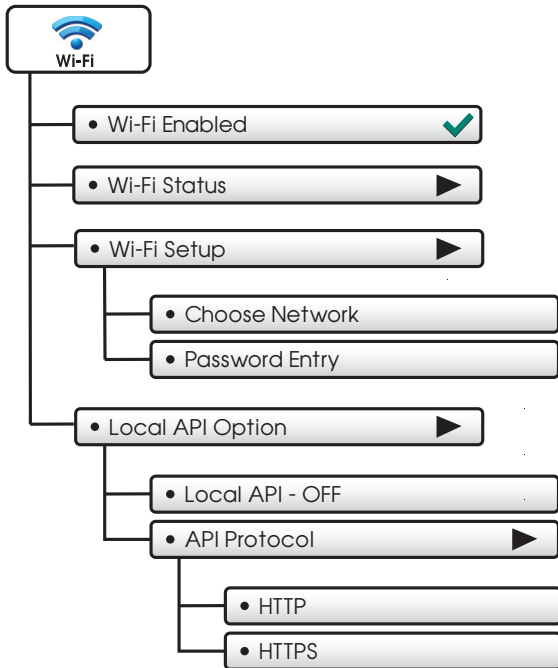 Wi-Fi
• Wi-Fi Enabled
• Wi-Fi Status
• Wi-Fi Setup
• Choose Network
• Password Entry
• Local API Option
• Local API - OFF
• API Protocol
• HTTP
• HTTPS